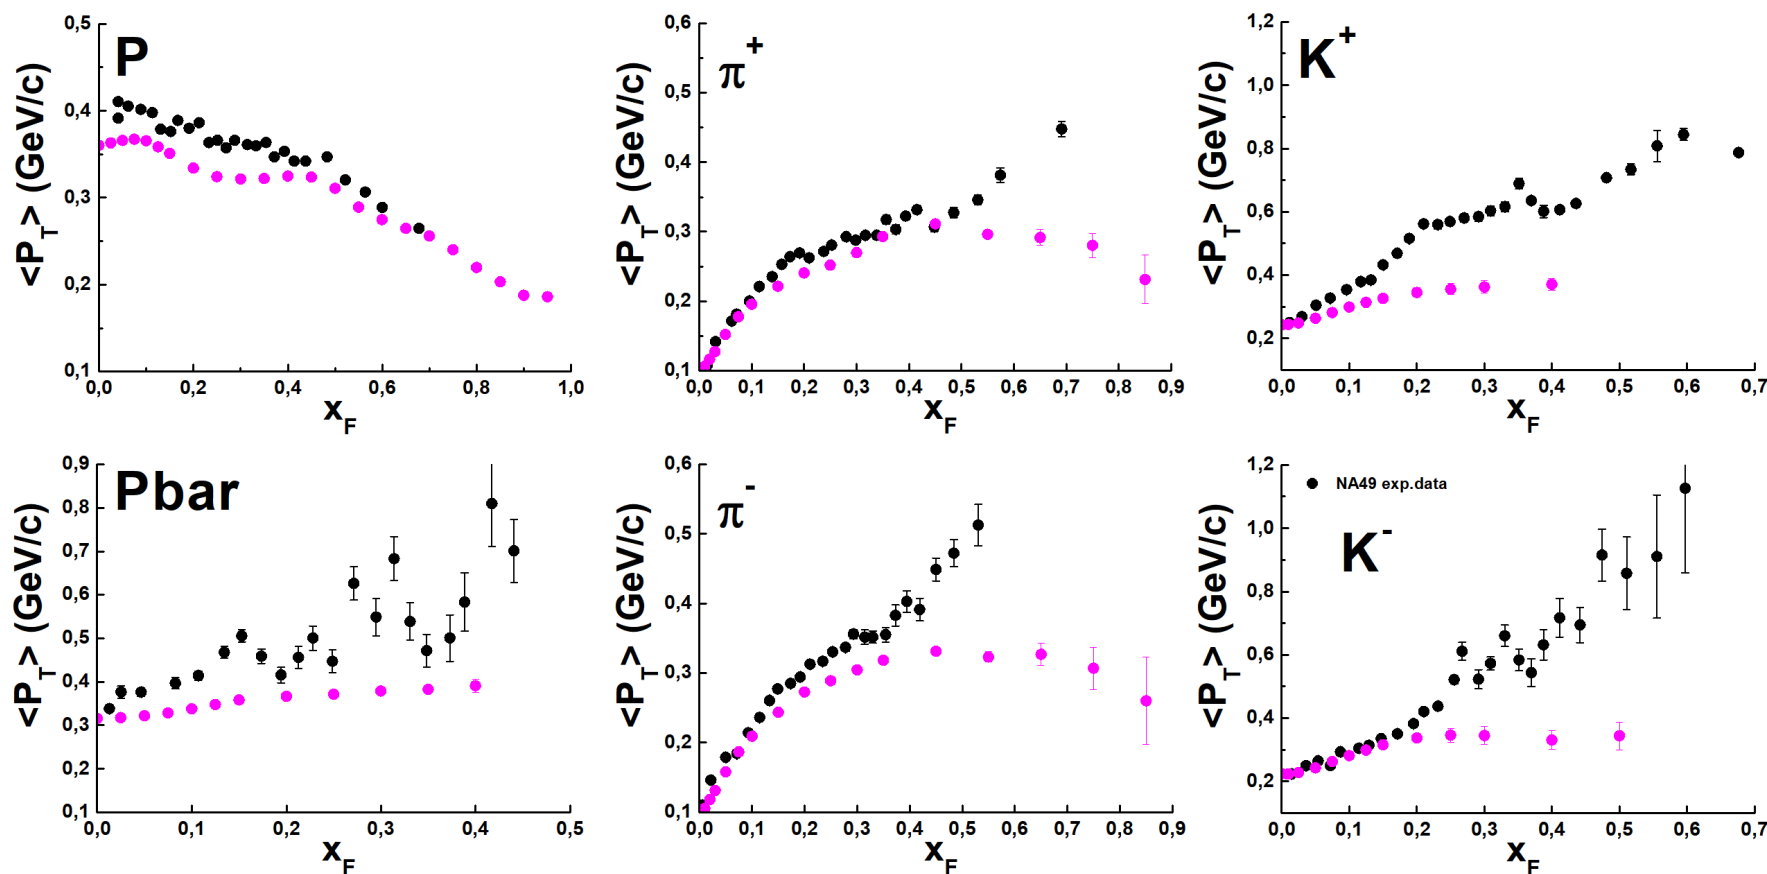 P
<P_T> (GeV/c)
0,5
0,4
0,3
0,2
0,1
0,0 0,2 0,4 0,6 0,8 1,0
x_F
π^+
<P_T> (GeV/c)
0,6
0,5
0,4
0,3
0,2
0,1
0,0 0,1 0,2 0,3 0,4 0,5 0,6 0,7 0,8 0,9
x_F
K^+
<P_T> (GeV/c)
1,2
1,0
0,8
0,6
0,4
0,2
0,0 0,1 0,2 0,3 0,4 0,5 0,6 0,7
x_F
Pbar
<P_T> (GeV/c)
0,9
0,8
0,7
0,6
0,5
0,4
0,3
0,2
0,1
0,0 0,1 0,2 0,3 0,4 0,5
x_F
π^-
<P_T> (GeV/c)
0,6
0,5
0,4
0,3
0,2
0,1
0,0 0,1 0,2 0,3 0,4 0,5 0,6 0,7 0,8 0,9
x_F
NA49 exp.data
K^-
<P_T> (GeV/c)
1,2
1,0
0,8
0,6
0,4
0,2
0,0 0,1 0,2 0,3 0,4 0,5 0,6 0,7
x_F